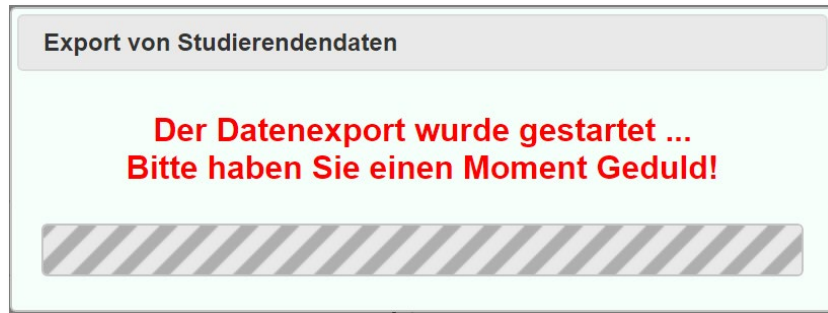 Export von Studierendendaten
Der Datenexport wurde gestartet ...
Bitte haben Sie einen Moment Geduld!